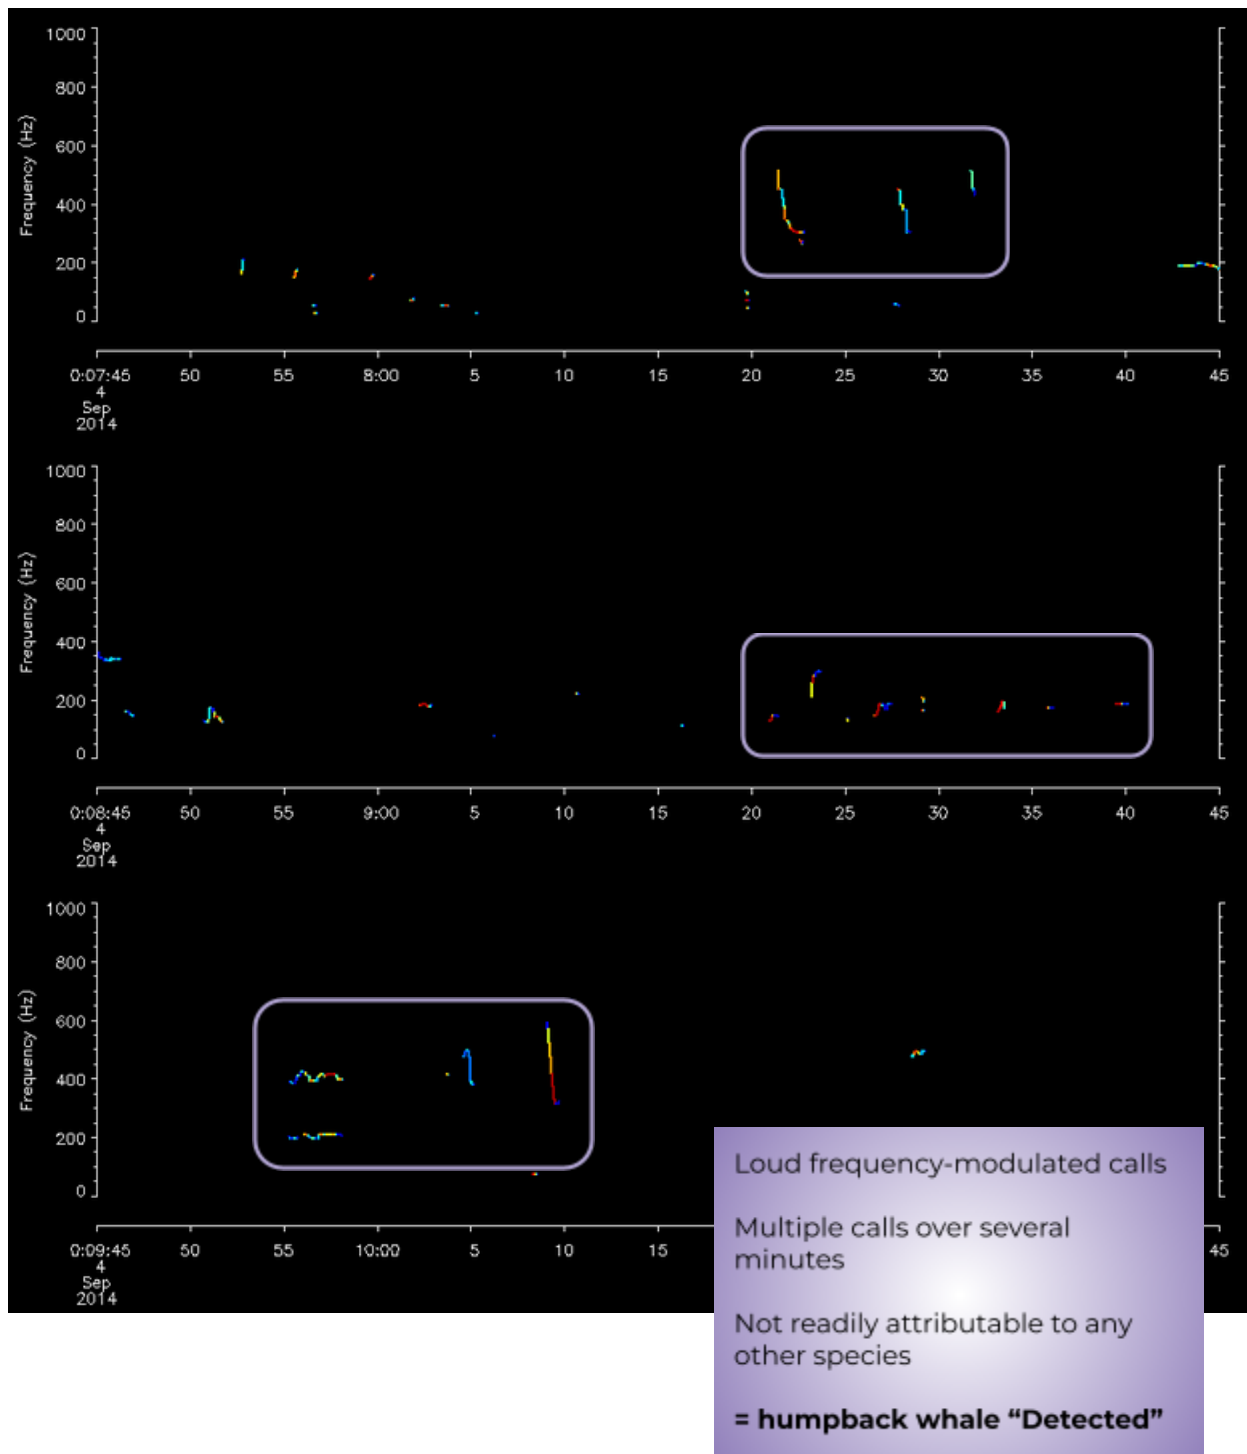 1000
800
600
400
200
0
Frequency (Hz)
0:07:45 50 55 8:00 5 10 15 20 25 30 35 40 45
4
Sep
2014
1000
800
600
400
200
0
Frequency (Hz)
0:08:45 50 55 9:00 5 10 15 20 25 30 35 40 45
4
Sep
2014
1000
800
600
400
200
0
Frequency (Hz)
0:09:45 50 55 10:00 5 10 15 45
4
Sep
2014
Loud frequency-modulated calls
Multiple calls over several
minutes
Not readily attributable to any
other species
= humpback whale “Detected”